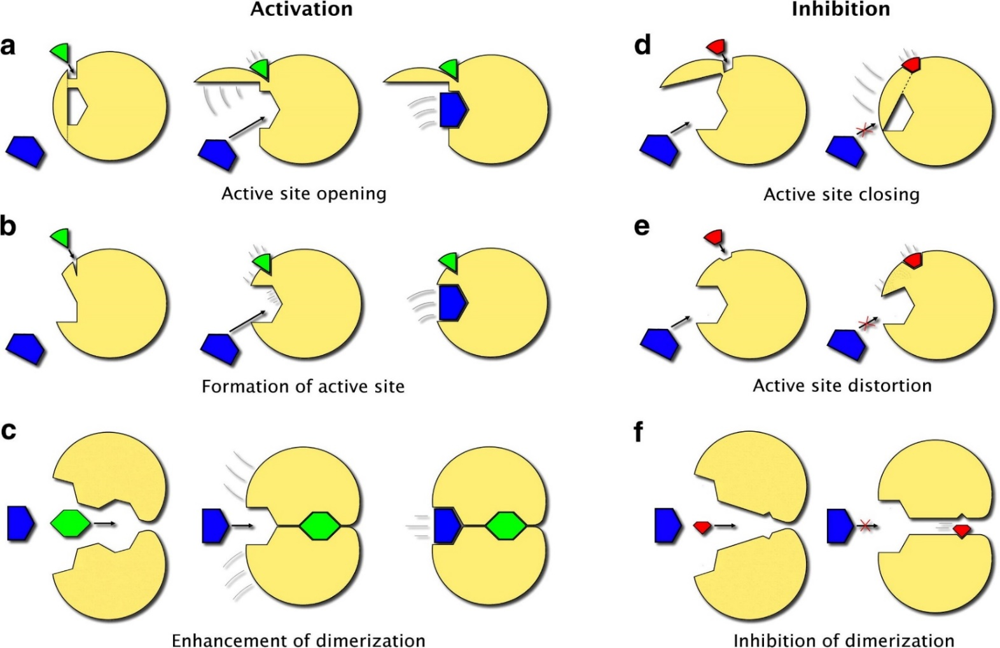 Activation
Inhibition
a
d
Active site opening
Active site closing
b
e
Formation of active site
Active site distortion
c
f
Enhancement of dimerization
Inhibition of dimerization